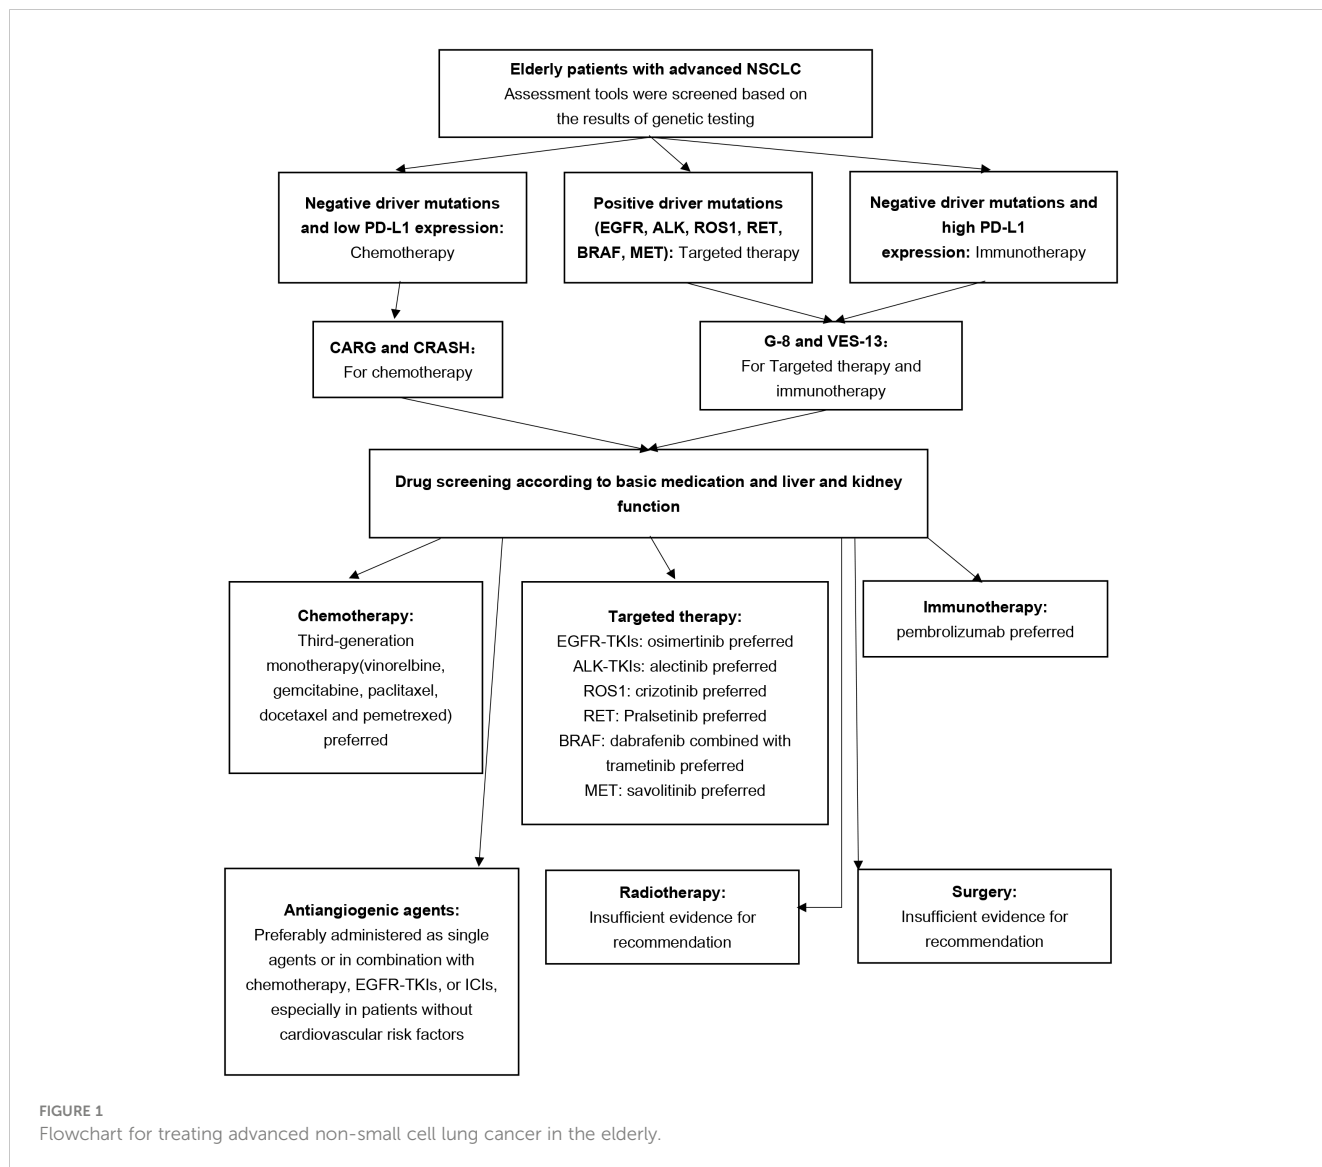 Elderly patients with advanced NSCLC
Assessment tools were screened based on
the results of genetic testing
Negative driver mutations
and low PD-L1 expression:
Chemotherapy
Positive driver mutations
(EGFR, ALK, ROS1, RET,
BRAF, MET): Targeted therapy
Negative driver mutations and
high PD-L1
expression: Immunotherapy
CARG and CRASH：
For chemotherapy
G-8 and VES-13：
For Targeted therapy and
immunotherapy
Drug screening according to basic medication and liver and kidney
function
Chemotherapy:
Third-generation
monotherapy(vinorelbine,
gemcitabine, paclitaxel,
docetaxel and pemetrexed)
preferred
Targeted therapy:
EGFR-TKIs: osimertinib preferred
ALK-TKIs: alectinib preferred
ROS1: crizotinib preferred
RET: Pralsetinib preferred
BRAF: dabrafenib combined with
trametinib preferred
MET: savolitinib preferred
Immunotherapy:
pembrolizumab preferred
Antiangiogenic agents:
Preferably administered as single
agents or in combination with
chemotherapy, EGFR-TKIs, or ICIs,
especially in patients without
cardiovascular risk factors
Radiotherapy:
Insufficient evidence for
recommendation
Surgery:
Insufficient evidence for
recommendation
FIGURE 1
Flowchart for treating advanced non-small cell lung cancer in the elderly.